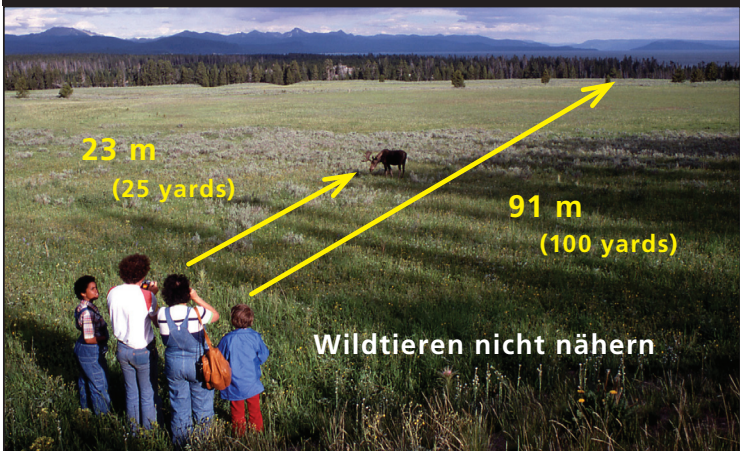 23 m
(25 yards)
91 m
(100 yards)
Wildtieren nicht nähern